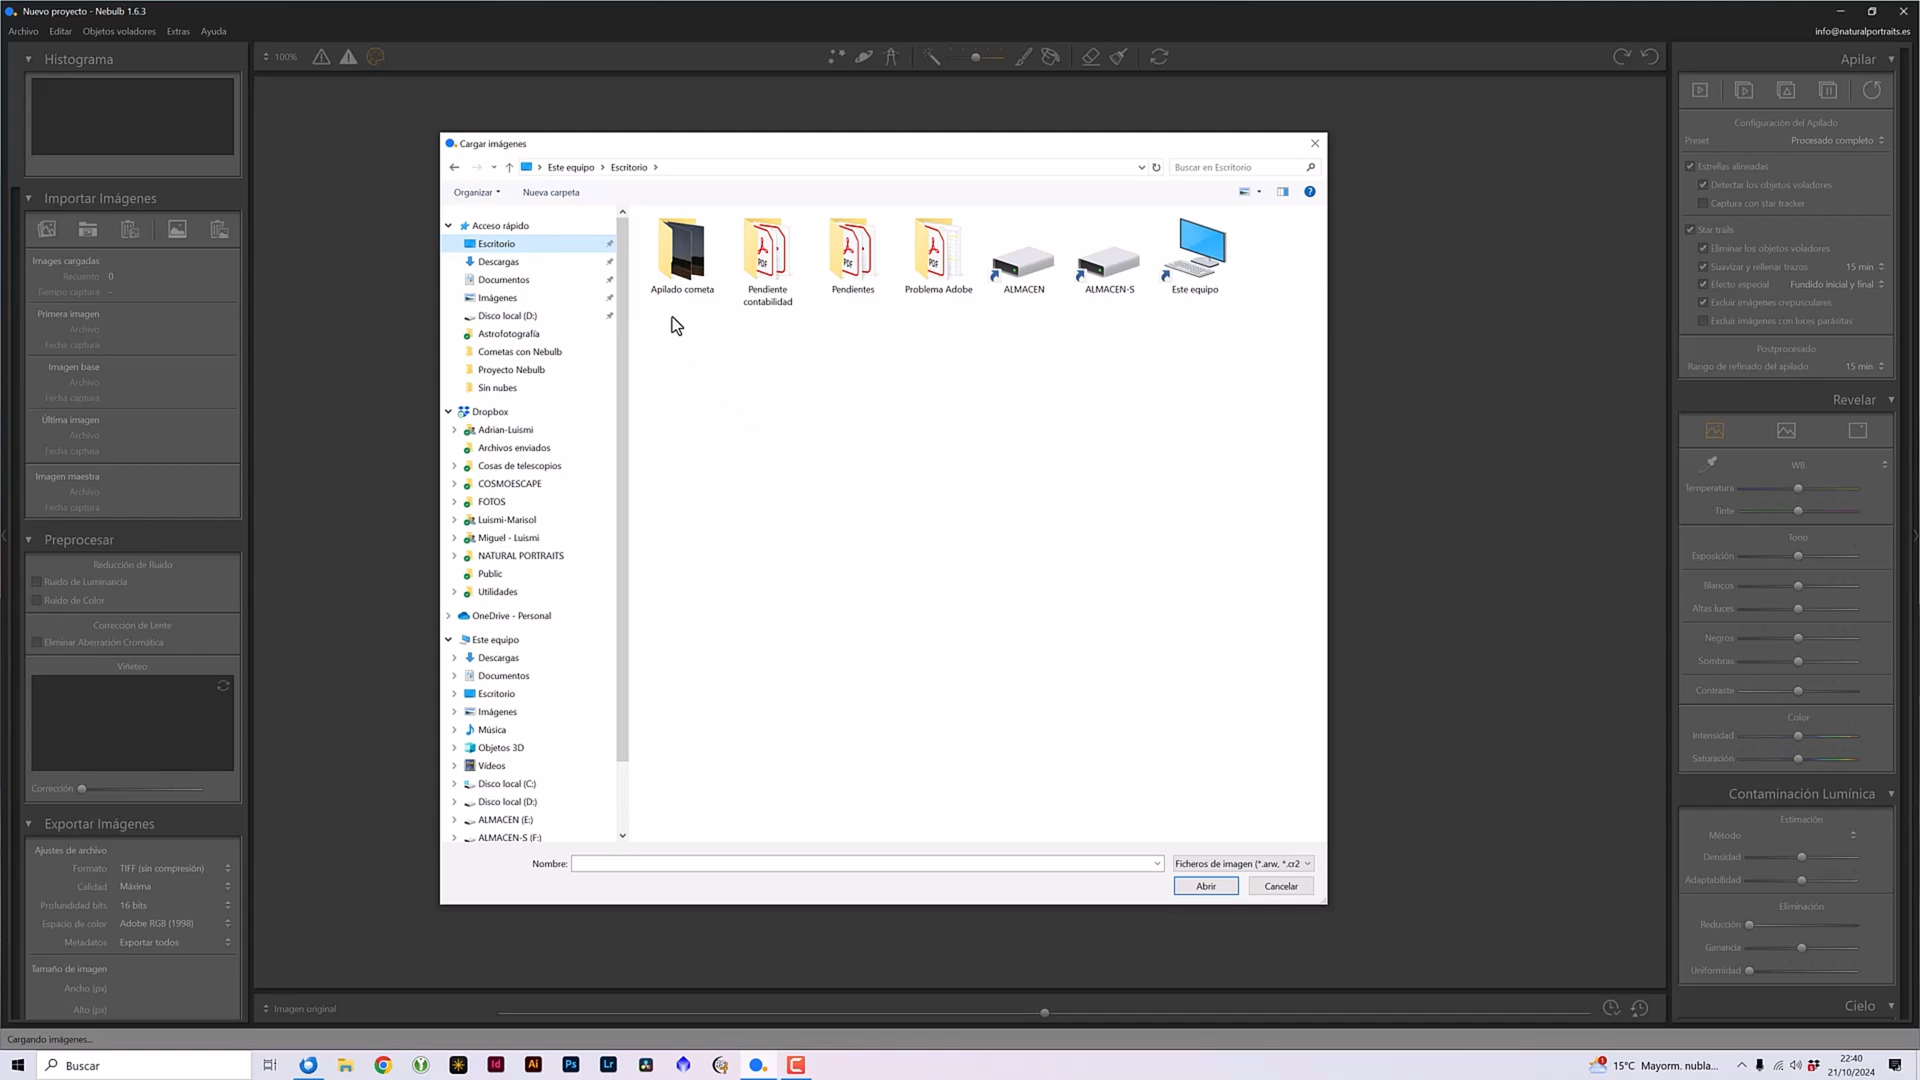 Nuevo proyecto - Nebulb 1.6.3
Archivo Editar Objetos voladores Extras Ayuda
info@naturalportraits.es
Histograma
100%
Apilar
Configuración del Apilado
Preset Procesado completo
Estrellas alineadas
Detectar los objetos voladores
Captura con star tracker
Star trails
Eliminar los objetos voladores
Suavizar y rellenar trazos 15 min
Efecto especial Fundido inicial y final
Excluir imágenes crepusculares
Excluir imágenes con luces parásitas
Postprocesado
Rango de refinado del apilado 15 min
Importar Imágenes
Images cargadas
Recuento 0
Tiempo captura -
Primera imagen
Archivo
Fecha captura
Imagen base
Archivo
Fecha captura
Última imagen
Archivo
Fecha captura
Imagen maestra
Archivo
Fecha captura
Preprocesar
Reducción de Ruido
Ruido de Luminancia
Ruido de Color
Corrección de Lente
Eliminar Aberración Cromática
Viñeteo
Corrección
Exportar Imágenes
Ajustes de archivo
Formato TIFF (sin compresión)
Calidad Máxima
Profundidad bits 16 bits
Espacio de color Adobe RGB (1998)
Metadatos Exportar todos
Tamaño de imagen
Ancho (px)
Alto (px)
Cargar imágenes
Este equipo Escritorio
Buscar en Escritorio
Organizar Nueva carpeta
Acceso rápido
Escritorio
Descargas
Documentos
Imágenes
Disco local (D:)
Astrofotografía
Cometas con Nebulb
Proyecto Nebulb
Sin nubes
Dropbox
Adrian-Luismi
Archivos enviados
Cosas de telescopios
COSMOESCAPE
FOTOS
Luismi-Marisol
Miguel - Luismi
NATURAL PORTRAITS
Public
Utilidades
OneDrive - Personal
Este equipo
Descargas
Documentos
Escritorio
Imágenes
Música
Objetos 3D
Vídeos
Disco local (C:)
Disco local (D:)
ALMACEN (E:)
ALMACEN-S (F:)
Apilado cometa
PDF
Pendiente contabilidad
PDF
Pendientes
PDF
Problema Adobe
ALMACEN
ALMACEN-S
Este equipo
Nombre:
Ficheros de imagen (*.arw, *.cr2
Abrir Cancelar
Revelar
WB
Temperatura
Tinte
Tono
Exposición
Blancos
Altas luces
Negros
Sombras
Contraste
Color
Intensidad
Saturación
Contaminación Lumínica
Estimación
Método
Densidad
Adaptabilidad
Eliminación
Reducción
Ganancia
Uniformidad
Cielo
Imagen original
Cargando imágenes...
Buscar
Id
Ai
Ps
Lr
C
1
15°C Mayorm. nubla...
22:40
21/10/2024